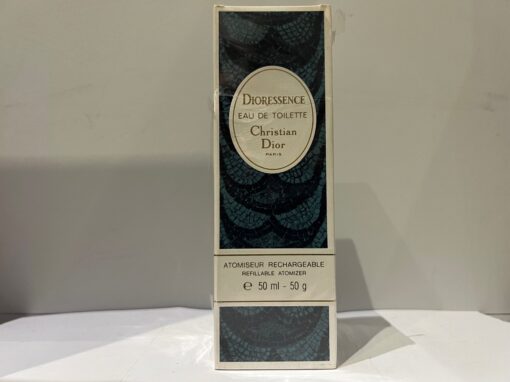 DIORESSENCE
EAU DE TOILETTE
Christian
Dior
PARIS
ATOMISEUR RECHARGEABLE
REFILLABLE ATOMIZER
℮ 50 ml - 50 g